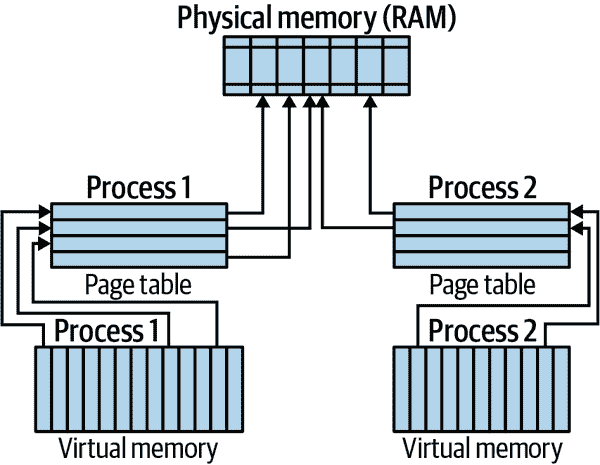 Physical memory (RAM)
Process 1
Process 2
Page table
Page table
Process 1
Process 2
Virtual memory
Virtual memory